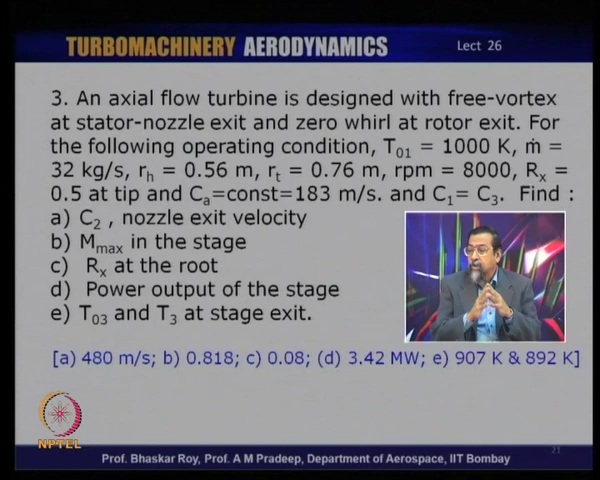 TURBOMACHINERY AERODYNAMICS
Lect 26
3. An axial flow turbine is designed with free-vortex
at stator-nozzle exit and zero whirl at rotor exit. For
the following operating condition, T₀₁ = 1000 K, ṁ =
32 kg/s, rₕ = 0.56 m, rₜ = 0.76 m, rpm = 8000, Rₓ =
0.5 at tip and Cₐ=const=183 m/s. and C₁= C₃. Find :
a) C₂ , nozzle exit velocity
b) Mₘₐₓ in the stage
c) Rₓ at the root
d) Power output of the stage
e) T₀₃ and T₃ at stage exit.
[a) 480 m/s; b) 0.818; c) 0.08; (d) 3.42 MW; e) 907 K & 892 K]
NPTEL
21
Prof. Bhaskar Roy, Prof. A M Pradeep, Department of Aerospace, IIT Bombay